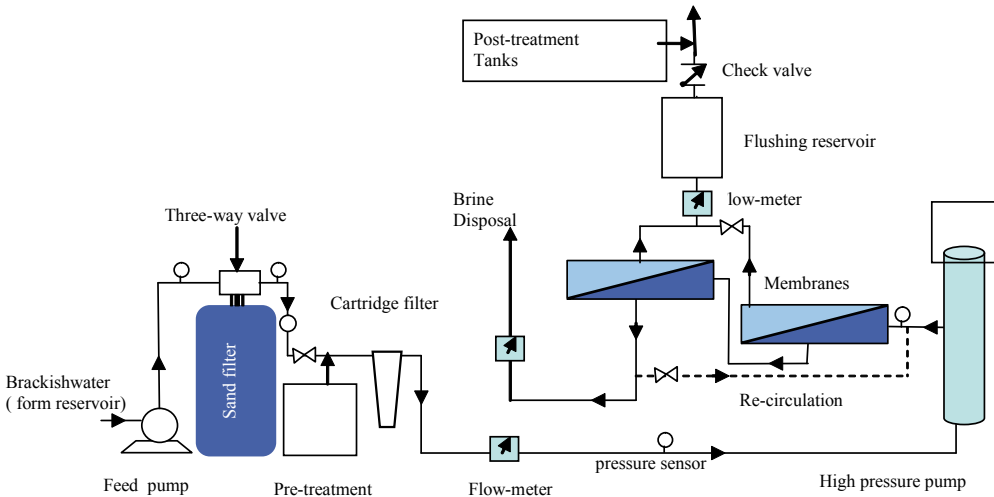 Post-treatment
Tanks
Check valve
Flushing reservoir
Brine
Disposal
low-meter
Three-way valve
Membranes
Cartridge filter
Sand filter
Brackishwater
( form reservoir)
Re-circulation
pressure sensor
Feed pump
Pre-treatment
Flow-meter
High pressure pump